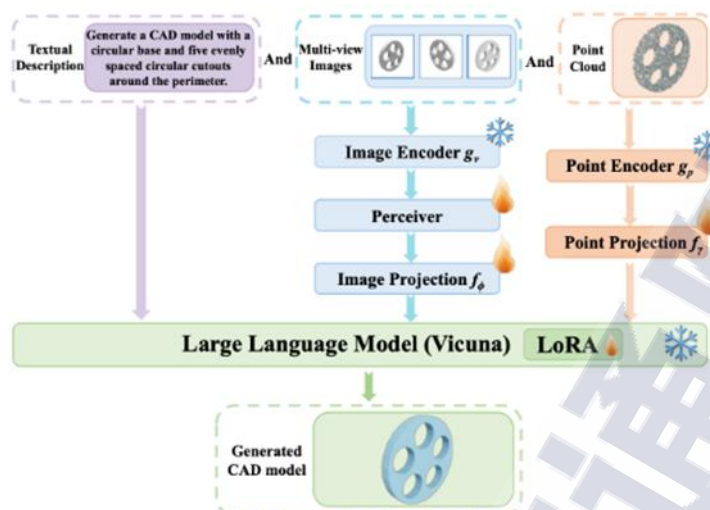 Textual
Description
Generate a CAD model with a
circular base and five evenly
spaced circular cutouts
around the perimeter.
And
Multi-view
Images
And
Point
Cloud
Image Encoder gᵥ
Point Encoder gₚ
Perceiver
Point Projection fᵧ
Image Projection f_ϕ
Large Language Model (Vicuna)
LoRA
Generated
CAD model